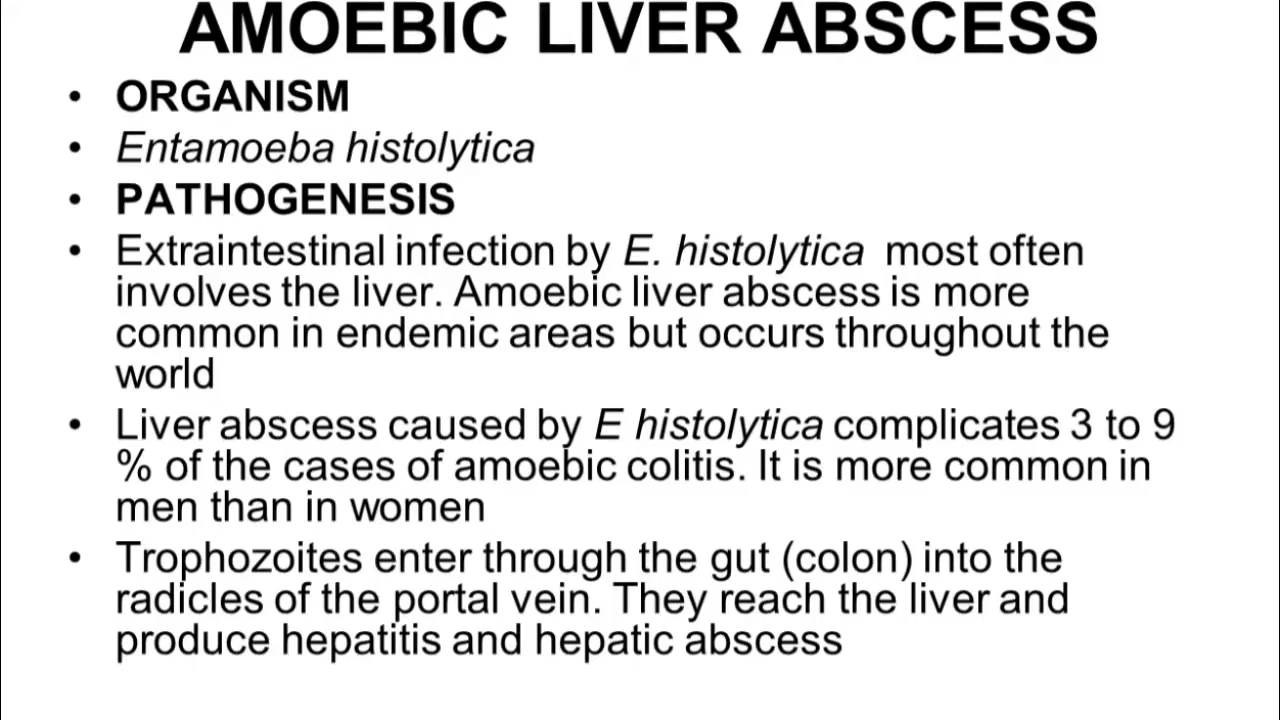 AMOEBIC LIVER ABSCESS
• ORGANISM
• Entamoeba histolytica
• PATHOGENESIS
• Extraintestinal infection by E. histolytica most often
involves the liver. Amoebic liver abscess is more
common in endemic areas but occurs throughout the
world
• Liver abscess caused by E histolytica complicates 3 to 9
% of the cases of amoebic colitis. It is more common in
men than in women
• Trophozoites enter through the gut (colon) into the
radicles of the portal vein. They reach the liver and
produce hepatitis and hepatic abscess